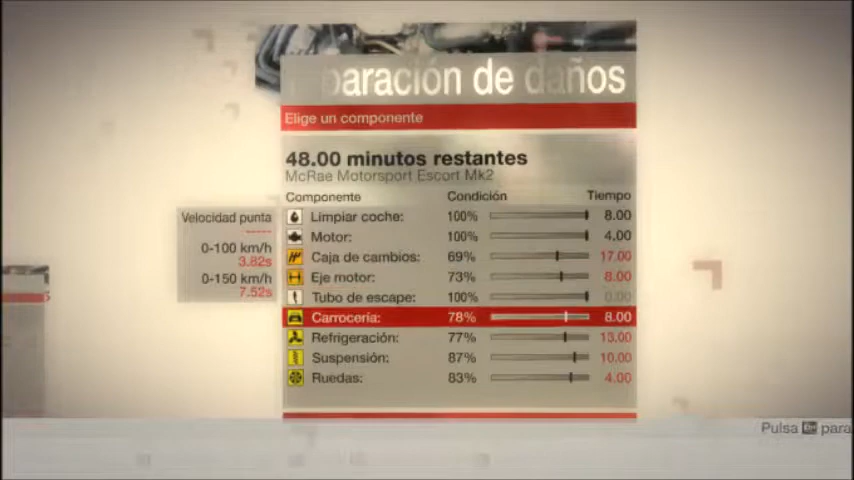 paración de daños
Elige un componente
48.00 minutos restantes
McRae Motorsport Escort Mk2
Componente Condición Tiempo
Limpiar coche: 100% 8.00
Motor: 100% 4.00
Caja de cambios: 69% 17.00
Eje motor: 73% 8.00
Tubo de escape: 100% 0.00
Carrocería: 78% 8.00
Refrigeración: 77% 13.00
Suspensión: 87% 10.00
Ruedas: 83% 4.00
Velocidad punta
------
0-100 km/h
3.82s
0-150 km/h
7.52s
Pulsa para